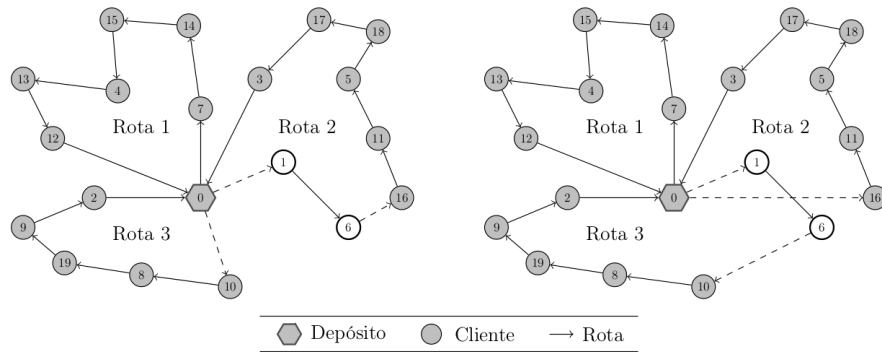 15 14 17 18 15 14 17 18
13 4 3 5 13 4 3 5
7 7
Rota 1 Rota 2 Rota 1 Rota 2
12 11 12 11
1 1
2 0 16 2 0 16
9 Rota 3 6 9 Rota 3 6
19 8 10 19 8 10
Depósito Cliente Rota